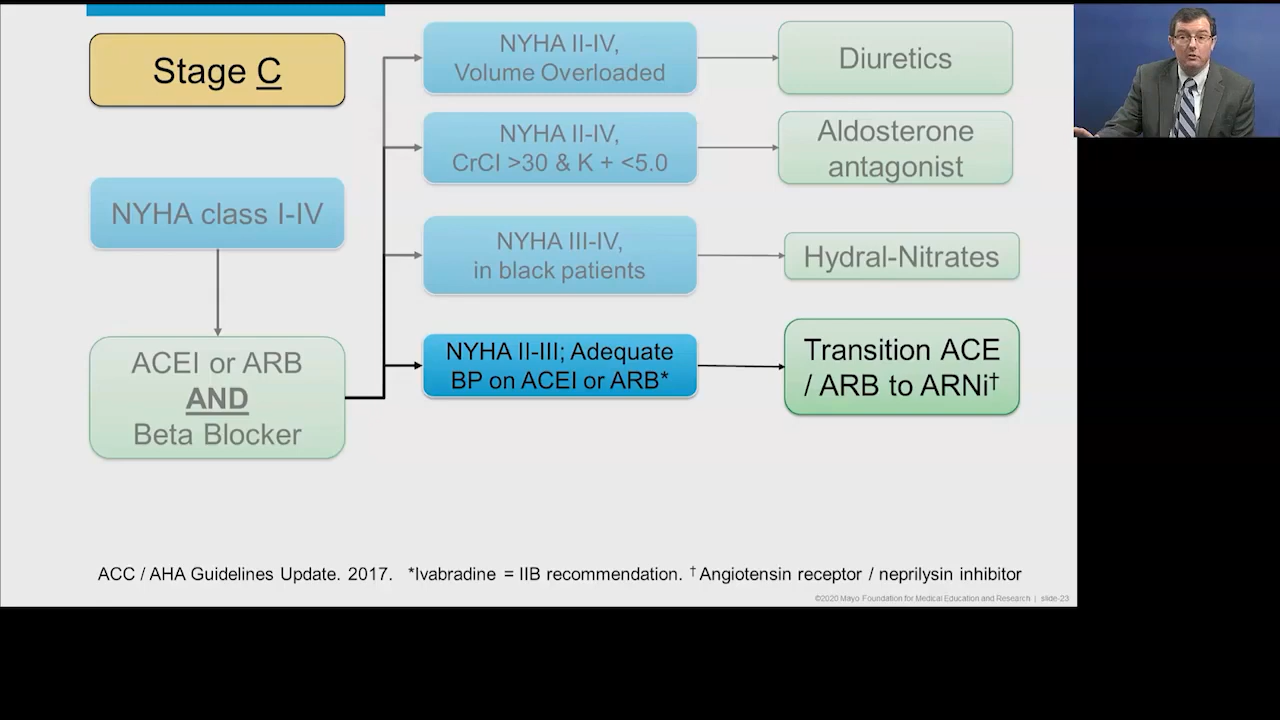 Stage C
NYHA class I-IV
ACEI or ARB
AND
Beta Blocker
NYHA II-IV,
Volume Overloaded
Diuretics
NYHA II-IV,
CrCl >30 & K + <5.0
Aldosterone
antagonist
NYHA III-IV,
in black patients
Hydral-Nitrates
NYHA II-III; Adequate
BP on ACEI or ARB*
Transition ACE
/ ARB to ARNi†
ACC / AHA Guidelines Update. 2017. *Ivabradine = IIB recommendation. † Angiotensin receptor / neprilysin inhibitor
©2020 Mayo Foundation for Medical Education and Research | slide-23